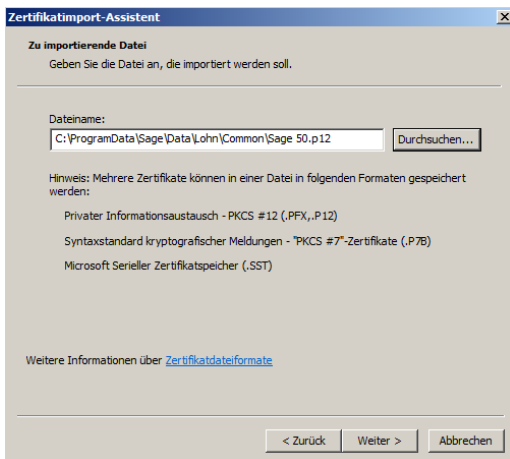 Zertifikatimport-Assistent
Zu importierende Datei
Geben Sie die Datei an, die importiert werden soll.
Dateiname:
C:\ProgramData\Sage\Data\Lohn\Common\Sage 50.p12
Durchsuchen...
Hinweis: Mehrere Zertifikate können in einer Datei in folgenden Formaten gespeichert
werden:
Privater Informationsaustausch - PKCS #12 (.PFX,.P12)
Syntaxstandard kryptografischer Meldungen - "PKCS #7"-Zertifikate (.P7B)
Microsoft Serieller Zertifikatspeicher (.SST)
Weitere Informationen über Zertifikatdateiformate
< Zurück
Weiter >
Abbrechen